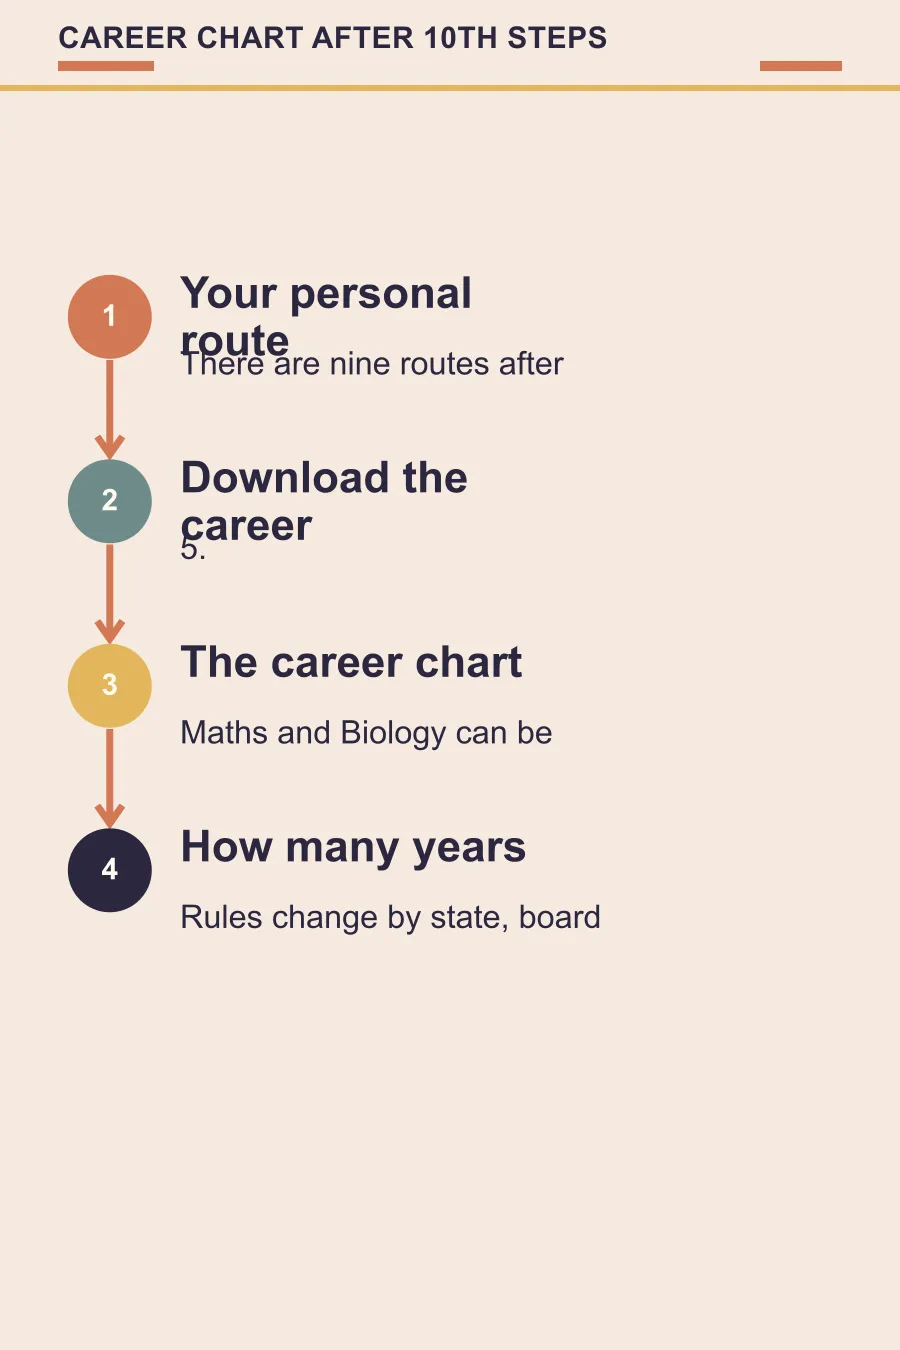 CAREER CHART AFTER 10TH STEPS
1
Your personal
route
There are nine routes after
2
Download the
career
5.
3
The career chart
Maths and Biology can be
4
How many years
Rules change by state, board